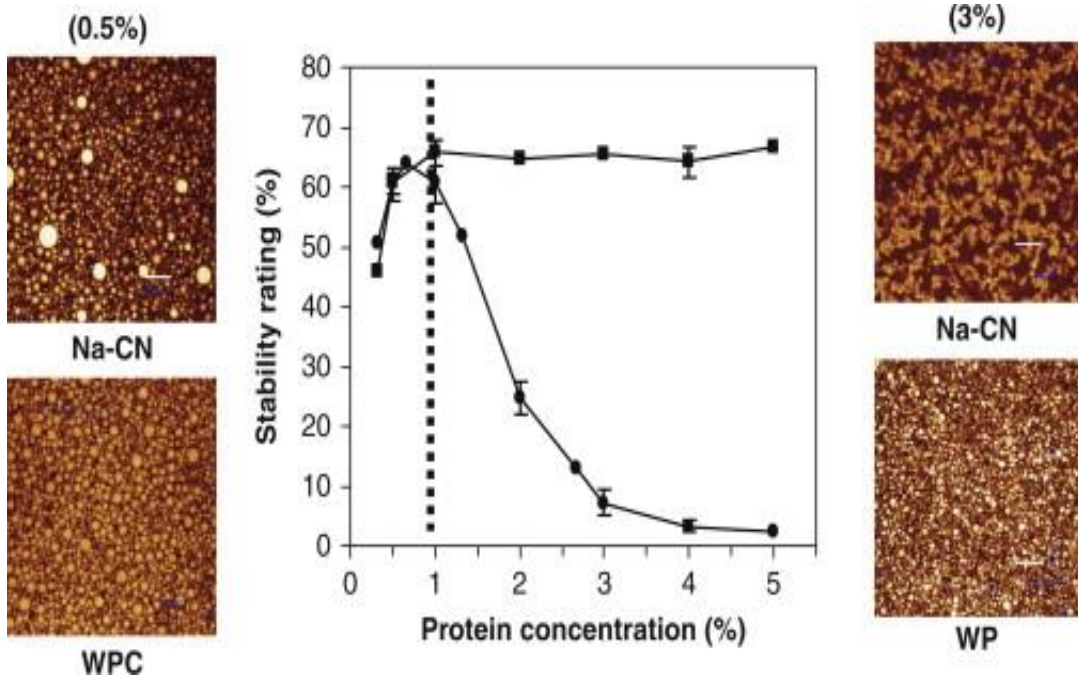 (0.5%)
Na-CN
WPC
80
70
60
50
40
30
20
10
0
Stability rating (%)
0 1 2 3 4 5
Protein concentration (%)
(3%)
Na-CN
WP